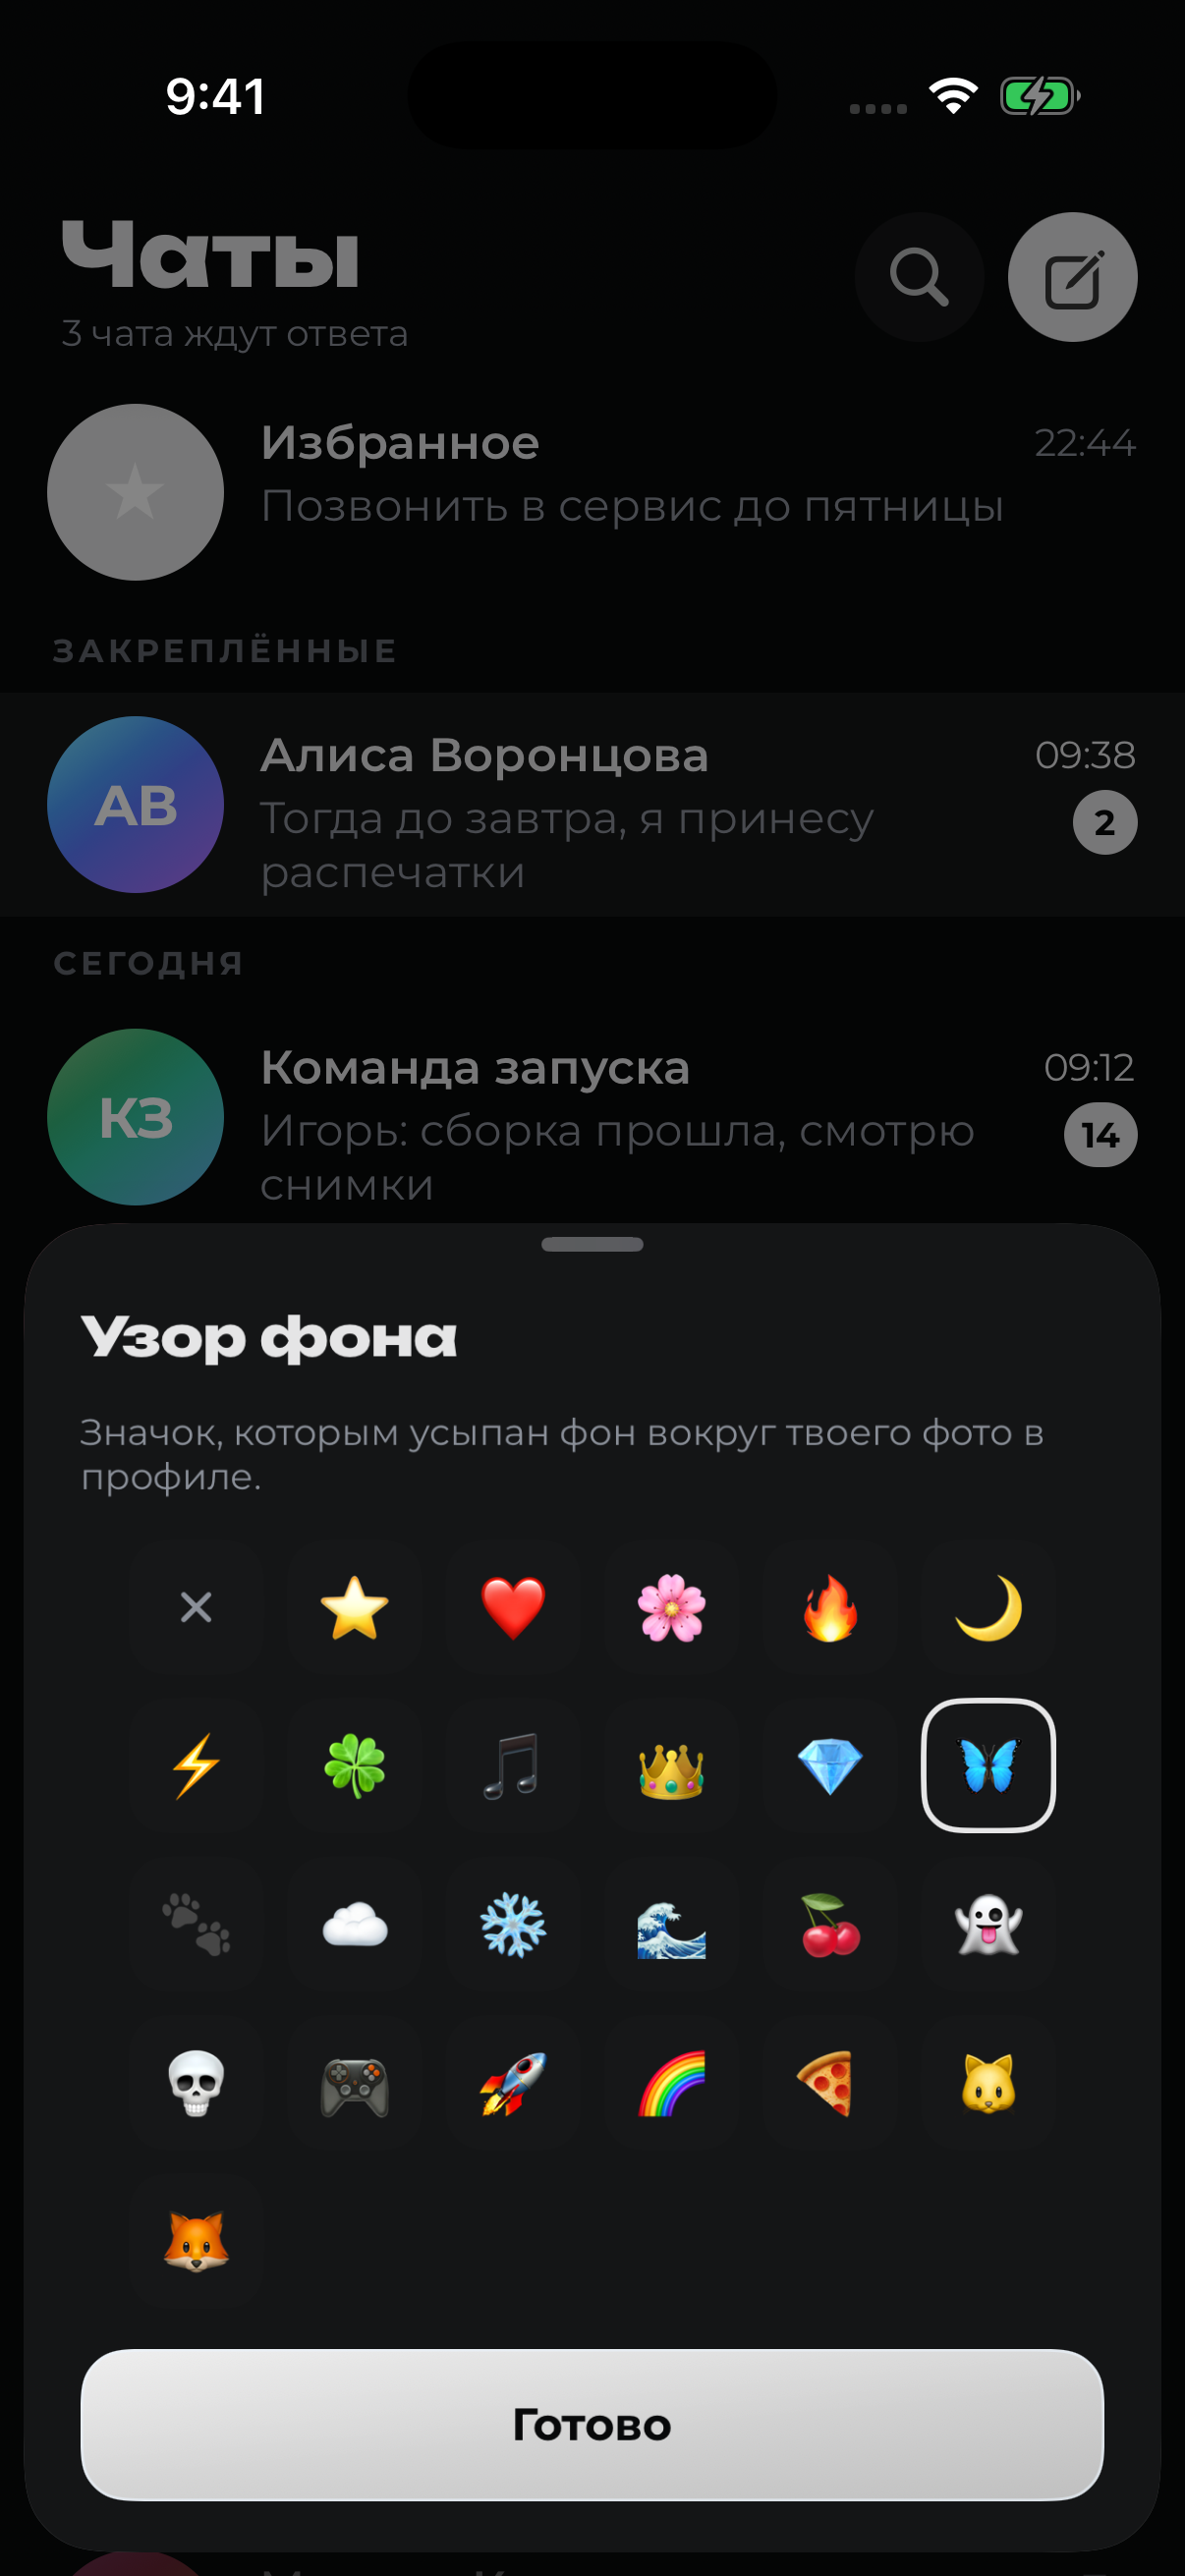 9:41
Чаты
3 чата ждут ответа
Избранное
22:44
Позвонить в сервис до пятницы
ЗАКРЕПЛЁННЫЕ
АВ
Алиса Воронцова
09:38
Тогда до завтра, я принесу
2
распечатки
СЕГОДНЯ
КЗ
Команда запуска
09:12
Игорь: сборка прошла, смотрю
14
снимки
Узор фона
Значок, которым усыпан фон вокруг твоего фото в
профиле.
Готово